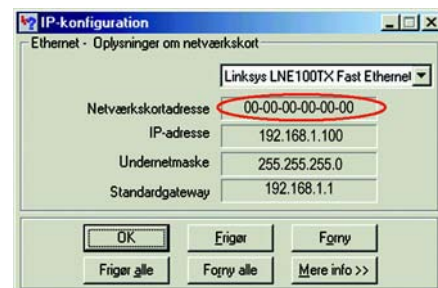 IP-konfiguration
Ethernet - Oplysninger om netværkskort
Linksys LNE100TX Fast Ethernet
Netværkskortadresse 00-00-00-00-00-00
IP-adresse 192.168.1.100
Undernetmaske 255.255.255.0
Standardgateway 192.168.1.1
OK Frigør Forny
Frigør alle Forny alle Mere info >>